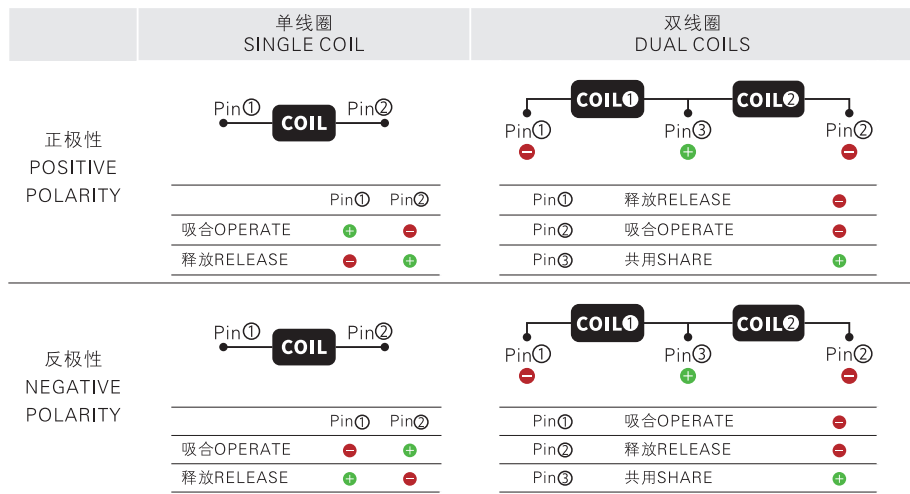 单线圈
SINGLE COIL
双线圈
DUAL COILS
正极性
POSITIVE
POLARITY
Pin① COIL Pin②
COIL❶ COIL❷
Pin① Pin③ Pin②
− + −
Pin① Pin②
吸合OPERATE + −
释放RELEASE − +
Pin① 释放RELEASE −
Pin② 吸合OPERATE −
Pin③ 共用SHARE +
反极性
NEGATIVE
POLARITY
Pin① COIL Pin②
COIL❶ COIL❷
Pin① Pin③ Pin②
− + −
Pin① Pin②
吸合OPERATE − +
释放RELEASE + −
Pin① 吸合OPERATE −
Pin② 释放RELEASE −
Pin③ 共用SHARE +